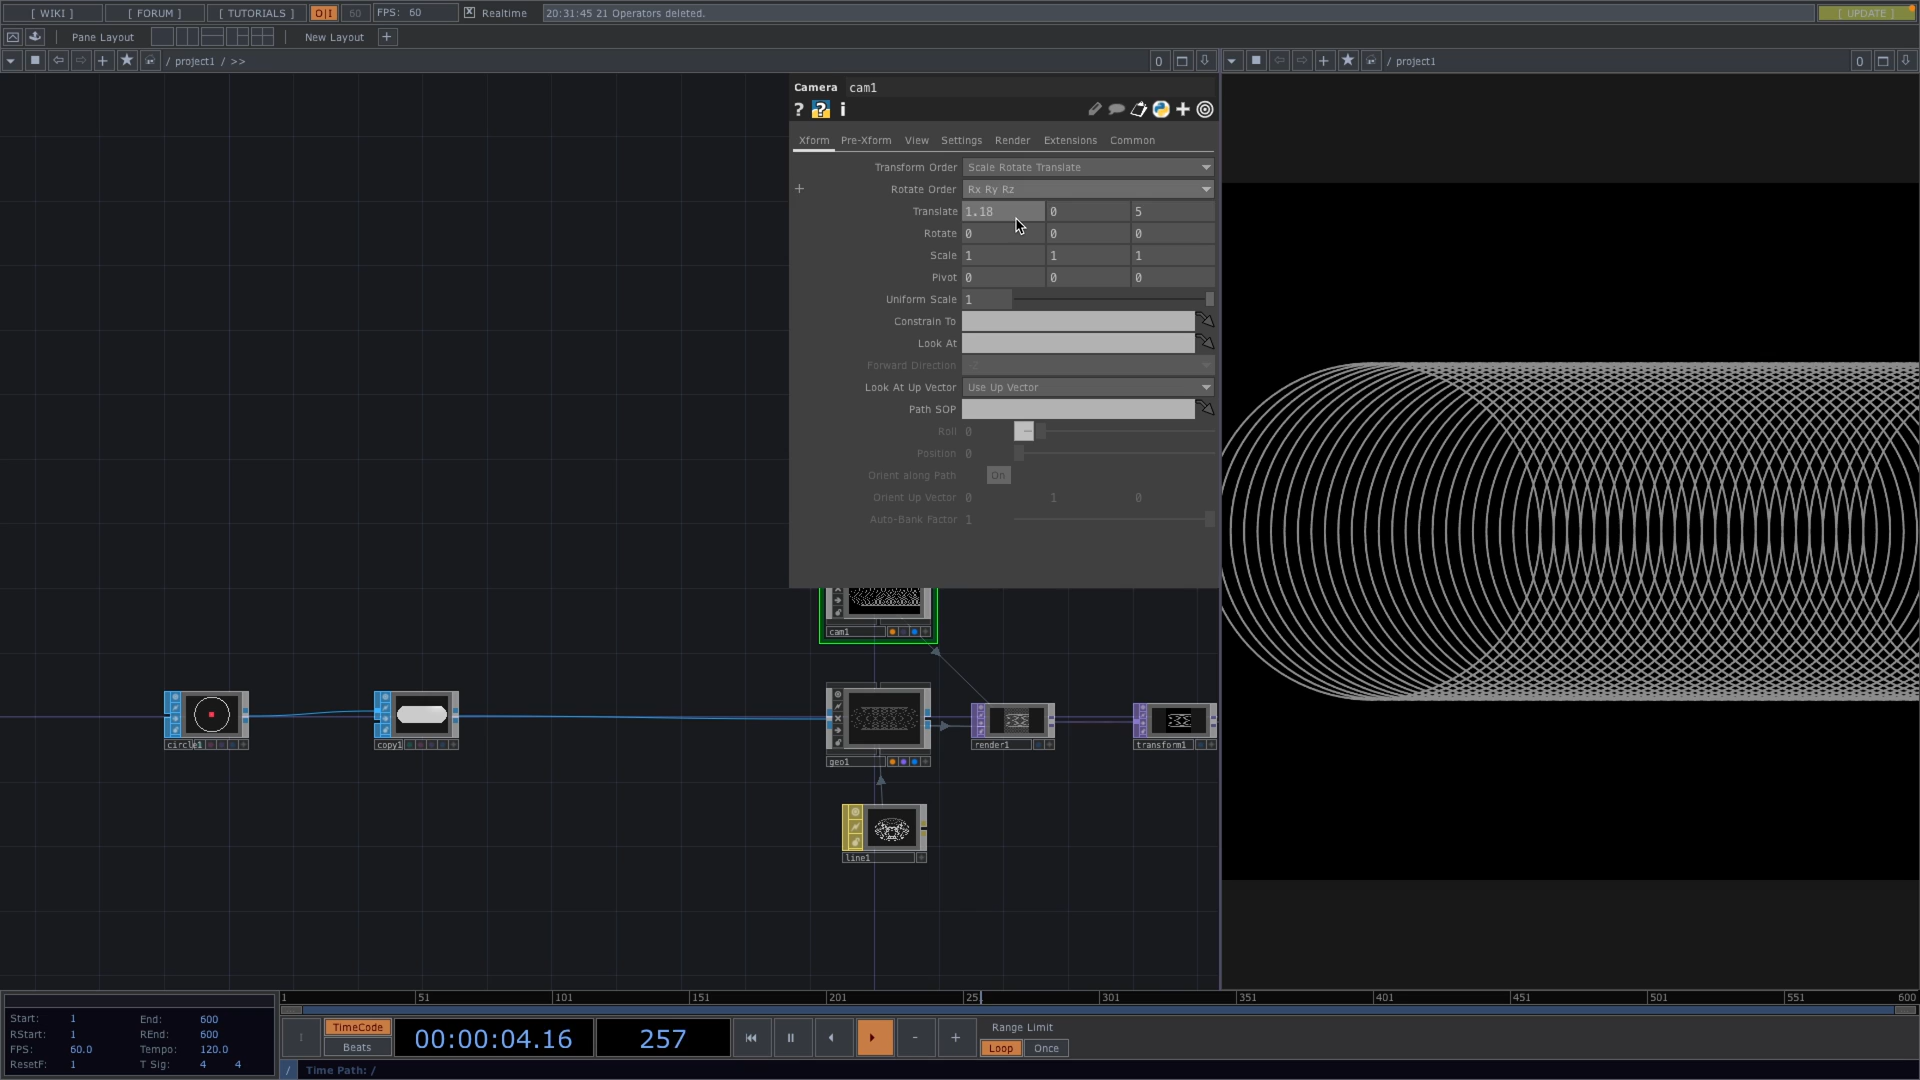 [ WIKI ] [ FORUM ] [ TUTORIALS ] O|I 60 FPS: 60 Realtime 20:31:45 21 Operators deleted. [ UPDATE ]
Pane Layout New Layout +
/ project1 / >> 0 / project1 0
Camera cam1
? ? i
Xform Pre-Xform View Settings Render Extensions Common
Transform Order Scale Rotate Translate
+ Rotate Order Rx Ry Rz
Translate 1.18 0 5
Rotate 0 0 0
Scale 1 1 1
Pivot 0 0 0
Uniform Scale 1
Constrain To
Look At
Forward Direction -Z
Look At Up Vector Use Up Vector
Path SOP
Roll 0
Position 0
Orient along Path On
Orient Up Vector 0 1 0
Auto-Bank Factor 1
cam1
circle1 copy1 render1 transform1
geo1
line1
1 51 101 151 201 251 301 351 401 451 501 551 600
Start: 1 End: 600
RStart: 1 REnd: 600
FPS: 60.0 Tempo: 120.0
ResetF: 1 T Sig: 4 4
TimeCode
Beats
00:00:04.16 257
- +
Range Limit
Loop Once
/ Time Path: /